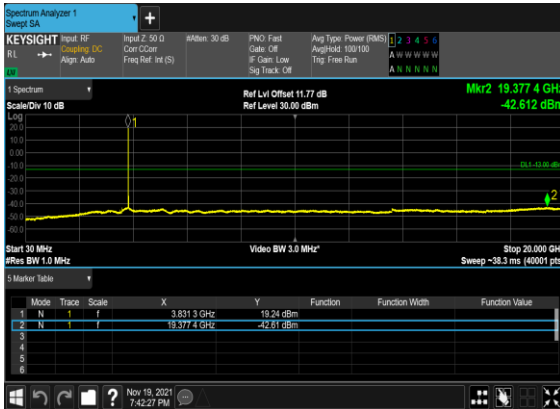 Spectrum Analyzer 1
Swept SA
+
KEYSIGHT Input: RF Input Z: 50 Ω #Atten: 30 dB PNO: Fast Avg Type: Power (RMS) 1 2 3 4 5 6
RL Coupling: DC Corr CCorr Gate: Off Avg|Hold: 100/100 A W W W W W
Align: Auto Freq Ref: Int (S) IF Gain: Low Trig: Free Run
Sig Track: Off A N N N N N
1 Spectrum Ref Lvl Offset 11.77 dB Mkr2 19.377 4 GHz
Scale/Div 10 dB Ref Level 30.00 dBm -42.612 dBm
Log
1
20.0
10.0
0.00
-10.0 DL1 -13.00 dBm
-20.0
-30.0
-40.0 2
-50.0
-60.0
Start 30 MHz Video BW 3.0 MHz* Stop 20.000 GHz
#Res BW 1.0 MHz Sweep ~38.3 ms (40001 pts)
5 Marker Table
Mode Trace Scale X Y Function Function Width Function Value
1 N 1 f 3.831 3 GHz 19.24 dBm
2 N 1 f 19.377 4 GHz -42.61 dBm
3
4
5
6
? Nov 19, 2021
7:42:27 PM